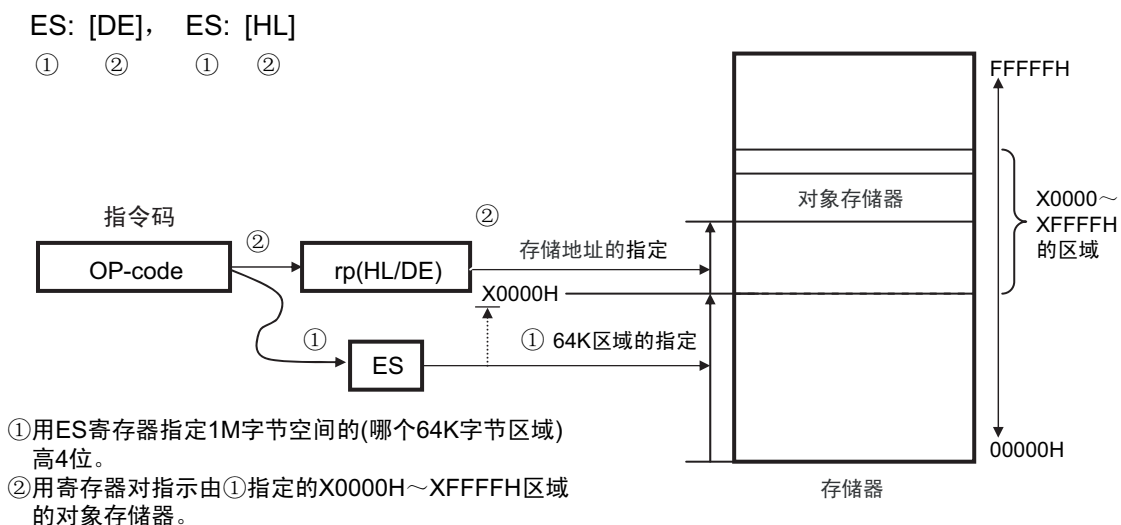 ES: [DE]， ES: [HL]
① ② ① ②
FFFFFH
对象存储器
X0000～
XFFFFH
的区域
指令码
②
②
OP-code
rp(HL/DE)
存储地址的指定
X0000H
①
① 64K区域的指定
ES
00000H
存储器
①用ES寄存器指定1M字节空间的(哪个64K字节区域)
高4位。
②用寄存器对指示由①指定的X0000H～XFFFFH区域
的对象存储器。